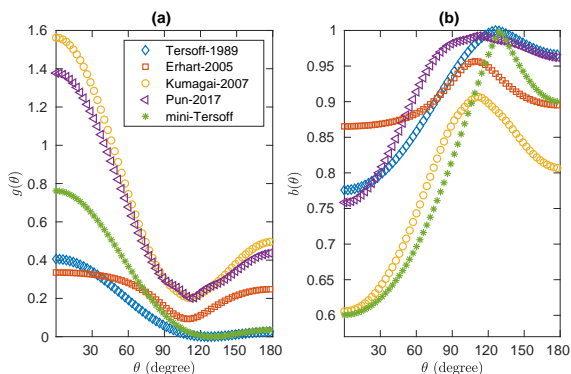 (a)
1.6
1.4
1.2
1
0.8
0.6
0.4
0.2
0
g(θ)
30 60 90 120 150 180
θ (degree)
Tersoff-1989
Erhart-2005
Kumagai-2007
Pun-2017
mini-Tersoff
(b)
1
0.95
0.9
0.85
0.8
0.75
0.7
0.65
0.6
b(θ)
30 60 90 120 150 180
θ (degree)